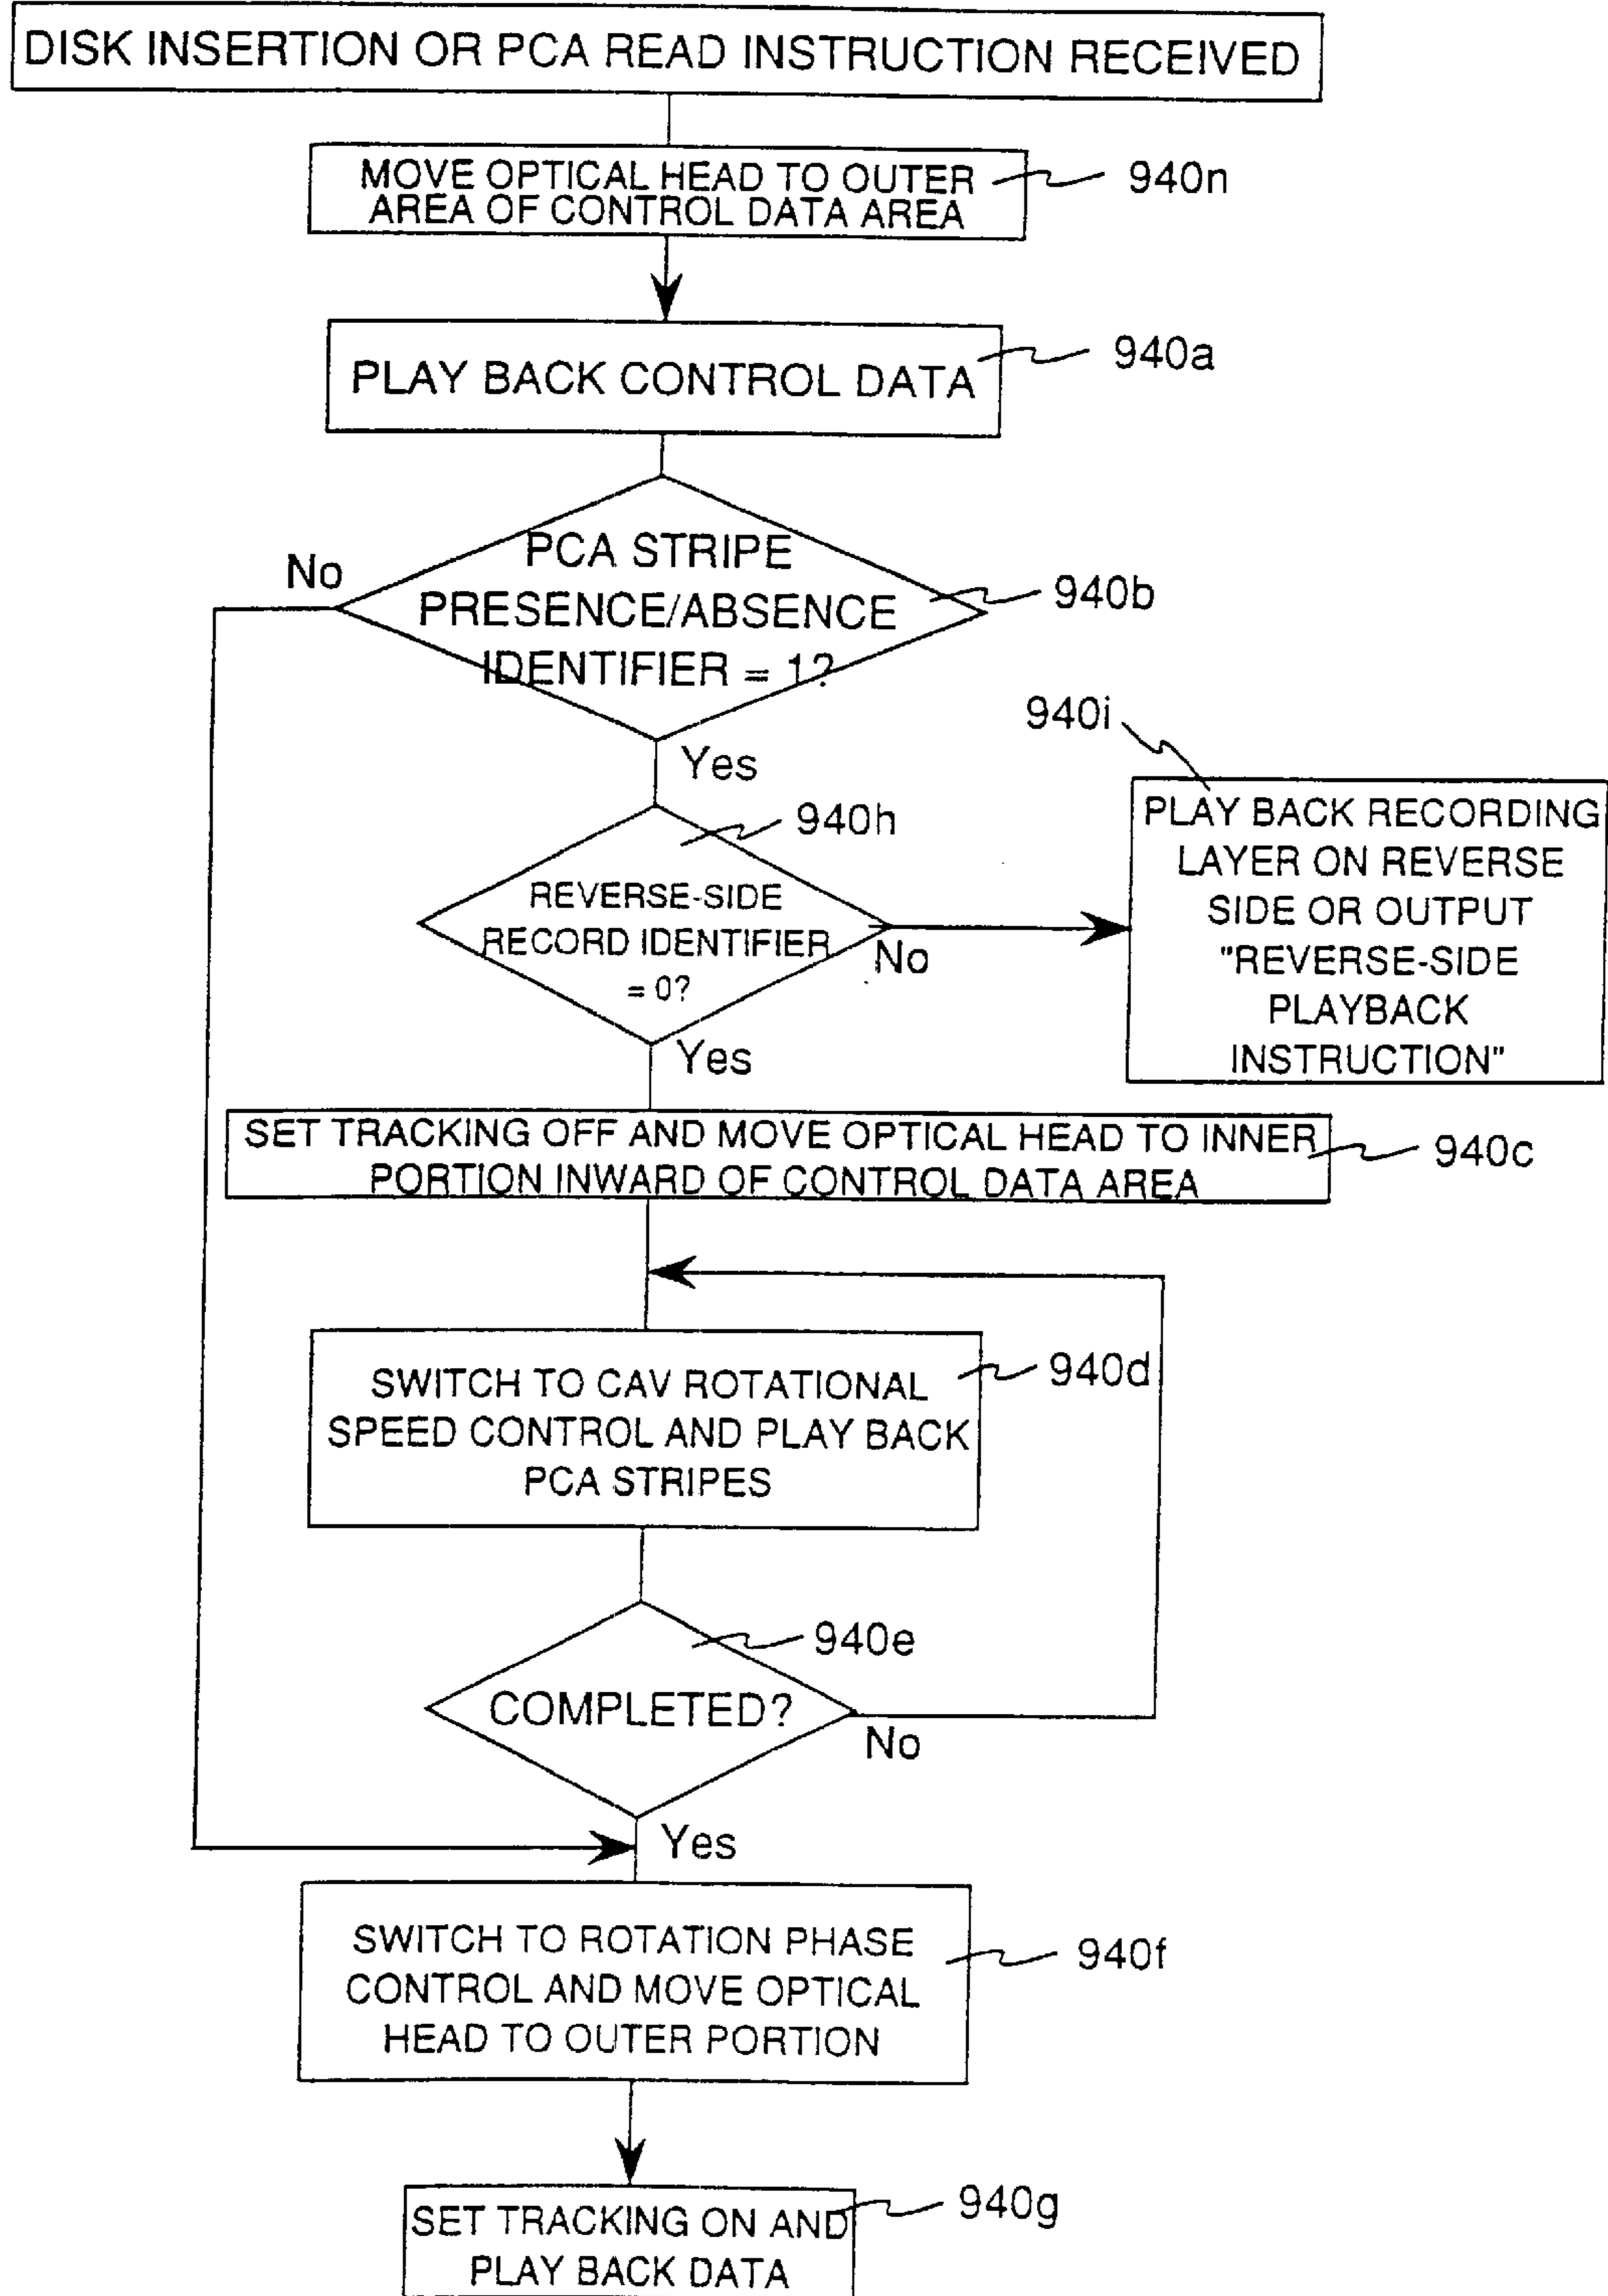 DISK INSERTION OR PCA READ INSTRUCTION RECEIVED
MOVE OPTICAL HEAD TO OUTER
AREA OF CONTROL DATA AREA
940n
PLAY BACK CONTROL DATA
940a
No
PCA STRIPE
PRESENCE/ABSENCE
IDENTIFIER = 1?
940b
Yes
940i
940h
REVERSE-SIDE
RECORD IDENTIFIER
= 0?
No
PLAY BACK RECORDING
LAYER ON REVERSE
SIDE OR OUTPUT
"REVERSE-SIDE
PLAYBACK
INSTRUCTION"
Yes
SET TRACKING OFF AND MOVE OPTICAL HEAD TO INNER
PORTION INWARD OF CONTROL DATA AREA
940c
SWITCH TO CAV ROTATIONAL
SPEED CONTROL AND PLAY BACK
PCA STRIPES
940d
940e
COMPLETED?
No
Yes
SWITCH TO ROTATION PHASE
CONTROL AND MOVE OPTICAL
HEAD TO OUTER PORTION
940f
SET TRACKING ON AND
PLAY BACK DATA
940g